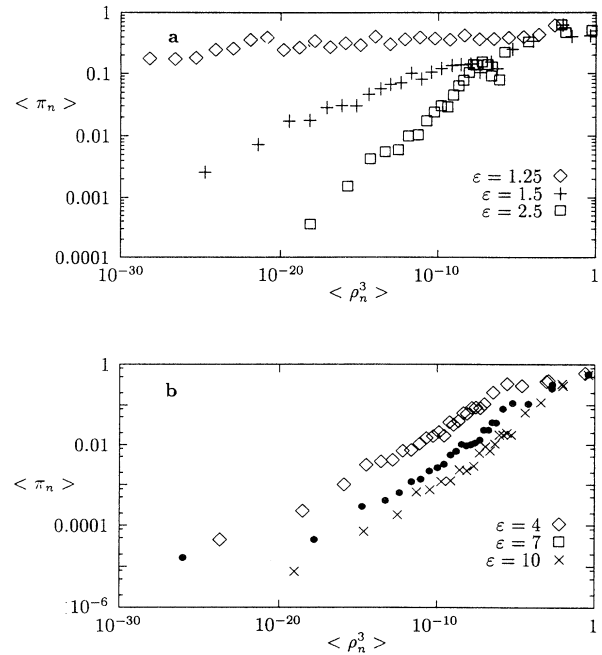 1
a
0.1
< π_n >
0.01
ε = 1.25 ◇
0.001
ε = 1.5 +
ε = 2.5 □
0.0001
10^-30 10^-20 10^-10 1
< ρ_n^3 >
1
b
0.01
< π_n >
0.0001
ε = 4 ◇
ε = 7 □
ε = 10 ×
10^-6
10^-30 10^-20 10^-10 1
< ρ_n^3 >